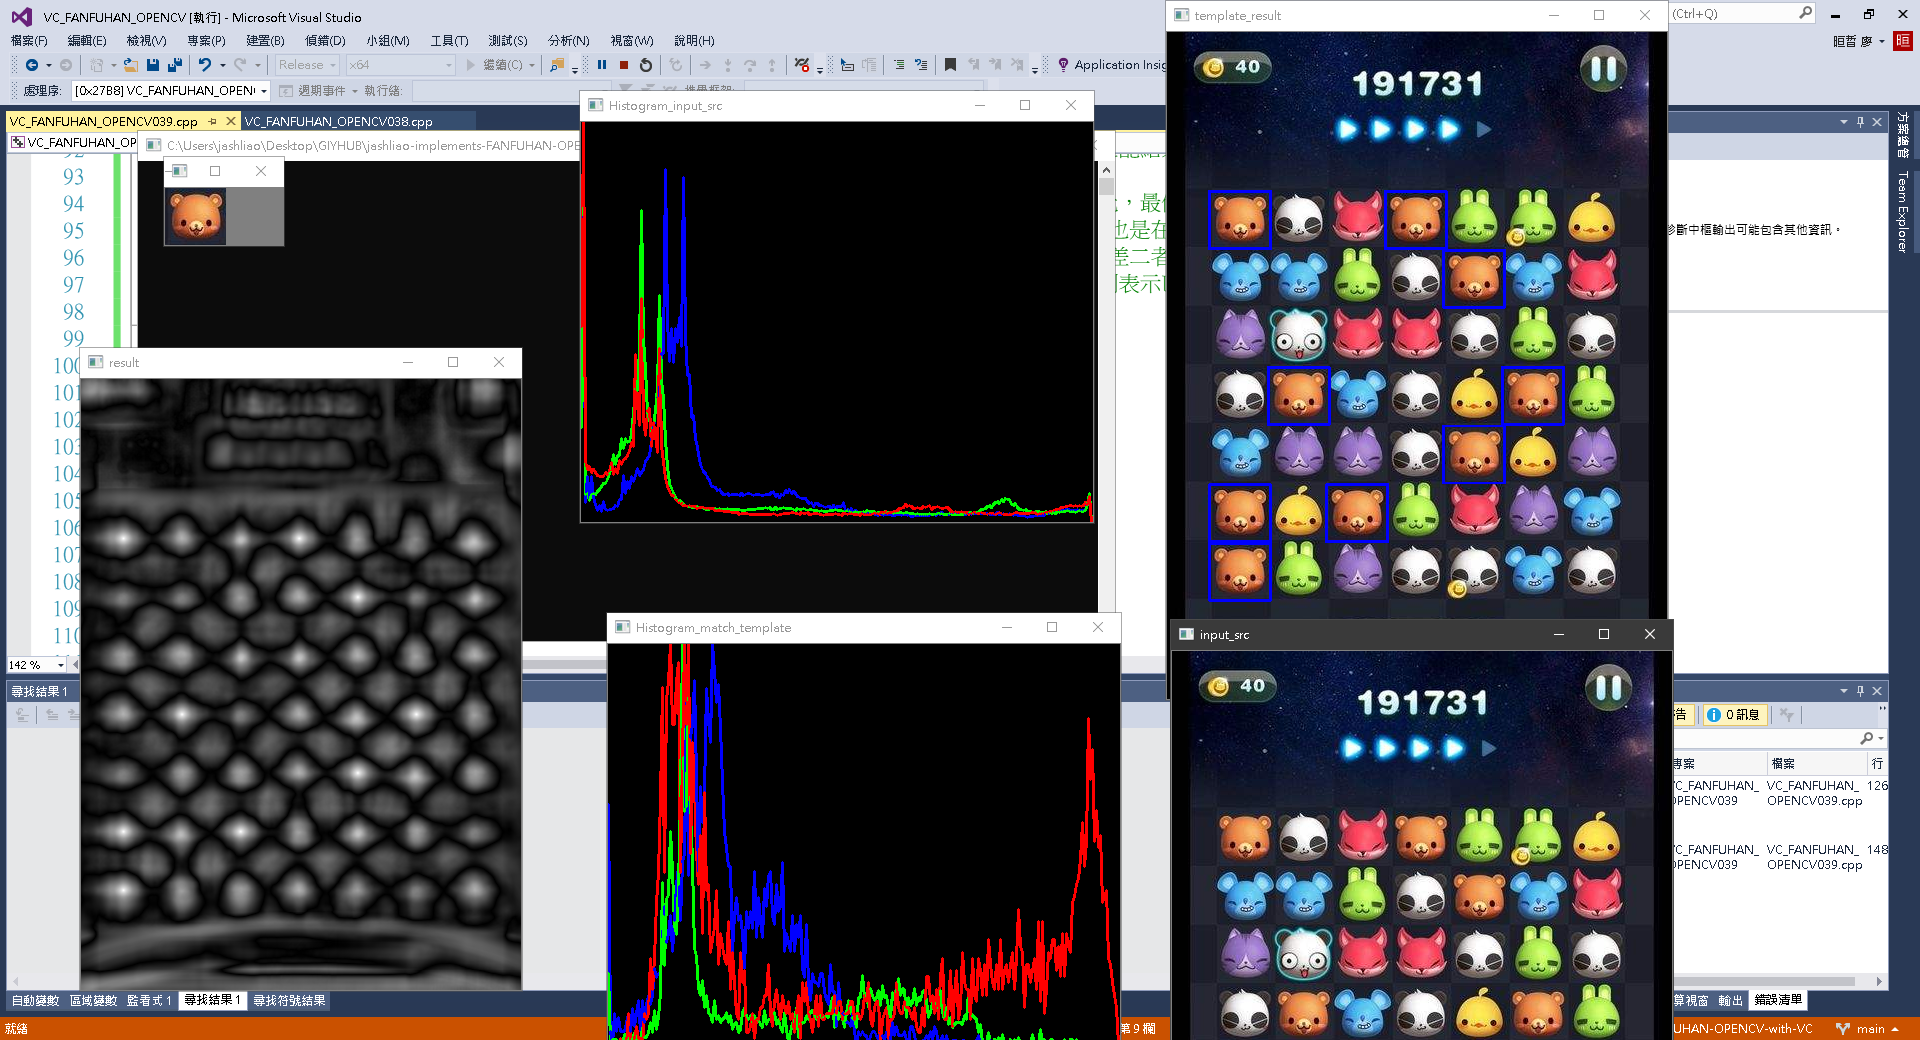 VC_FANFUHAN_OPENCV [執行] - Microsoft Visual Studio
(Ctrl+Q)
檔案(F) 編輯(E) 檢視(V) 專案(P) 建置(B) 偵錯(D) 小組(M) 工具(T) 測試(S) 分析(N) 視窗(W) 說明(H)
Release x64 繼續(C) Application Insig
處理序: [0x27B8] VC_FANFUHAN_OPEN 週期事件 執行緒:
VC_FANFUHAN_OPENCV039.cpp VC_FANFUHAN_OPENCV038.cpp
VC_FANFUHAN_OP
C:\Users\jashliao\Desktop\GIYHUB\jashliao-implements-FANFUHAN-OPE
93
94
95
96
97
98
99
100
101
102
103
104
105
106
107
108
109
110
142 %
，最
也是在
差二者
表示
result
Histogram_input_src
Histogram_match_template
template_result
40
191731
input_src
40
191731
方案總管
Team Explorer
診斷中樞輸出可能包含其他資訊。
尋找結果 1
告 0 訊息
專案 檔案 行
VC_FANFUHAN_OPENCV039 VC_FANFUHAN_OPENCV039.cpp 126
VC_FANFUHAN_OPENCV039 VC_FANFUHAN_OPENCV039.cpp 148
自動變數 區域變數 監看式 1 尋找結果 1 尋找符號結果
算視窗 輸出 錯誤清單
就緒 第 9 欄 UHAN-OPENCV-with-VC main